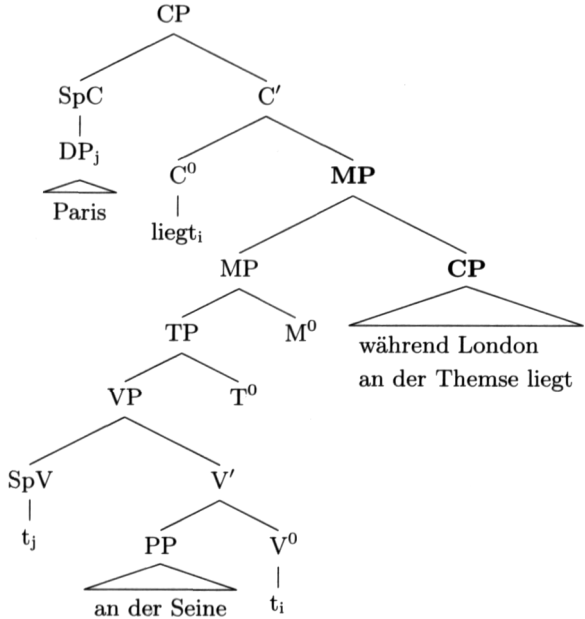 CP
SpC C′
DPj C⁰ MP
Paris liegti
MP CP
TP M⁰ während London
an der Themse liegt
VP T⁰
SpV V′
tj PP V⁰
an der Seine ti